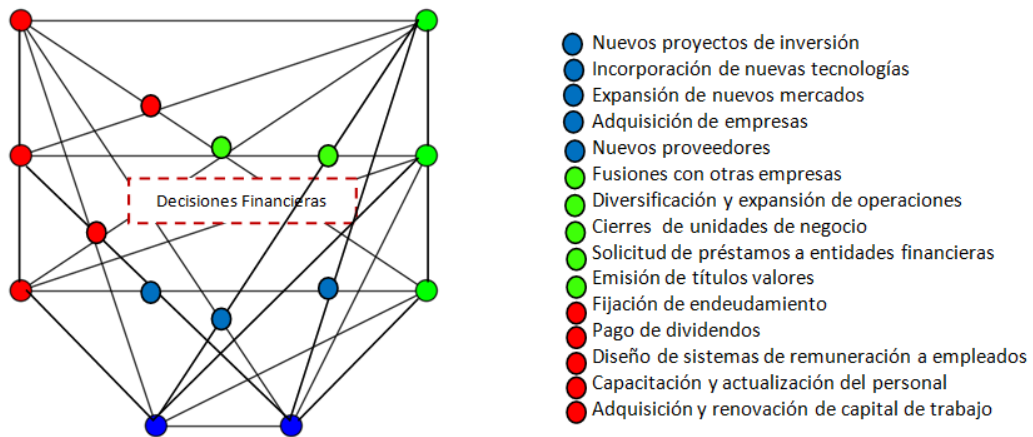 Decisiones Financieras
Nuevos proyectos de inversión
Incorporación de nuevas tecnologías
Expansión de nuevos mercados
Adquisición de empresas
Nuevos proveedores
Fusiones con otras empresas
Diversificación y expansión de operaciones
Cierres de unidades de negocio
Solicitud de préstamos a entidades financieras
Emisión de títulos valores
Fijación de endeudamiento
Pago de dividendos
Diseño de sistemas de remuneración a empleados
Capacitación y actualización del personal
Adquisición y renovación de capital de trabajo